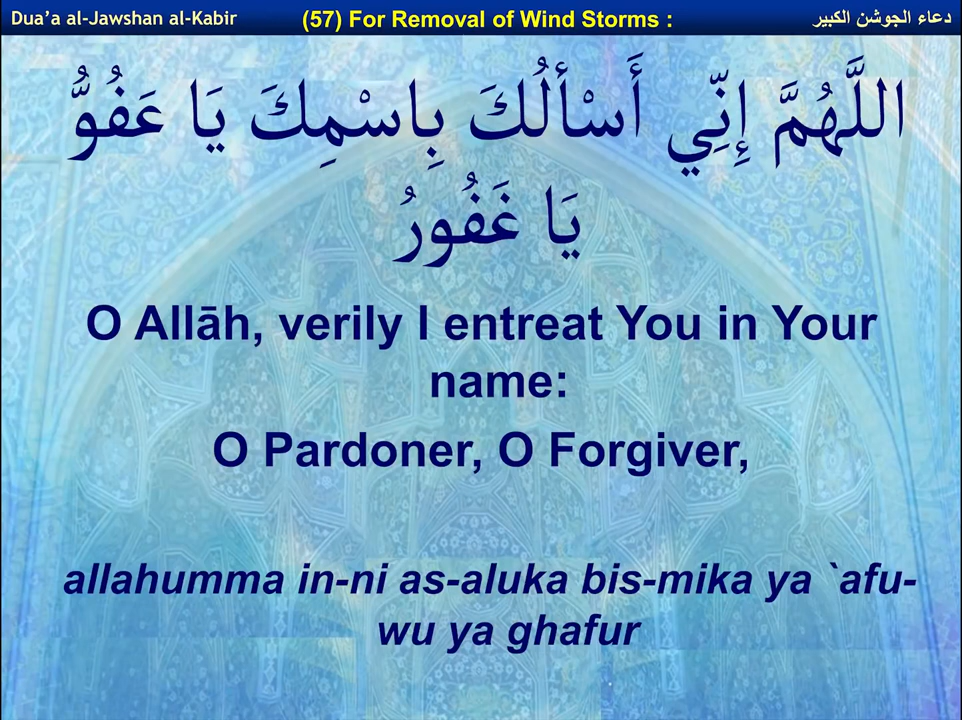 Dua’a al-Jawshan al-Kabir (57) For Removal of Wind Storms : دعاء الجوشن الكبير
اللَّهُمَّ إِنِّي أَسْأَلُكَ بِاسْمِكَ يَا عَفُوُّ
يَا غَفُورُ
O Allāh, verily I entreat You in Your
name:
O Pardoner, O Forgiver,
allahumma in-ni as-aluka bis-mika ya `afu-
wu ya ghafur